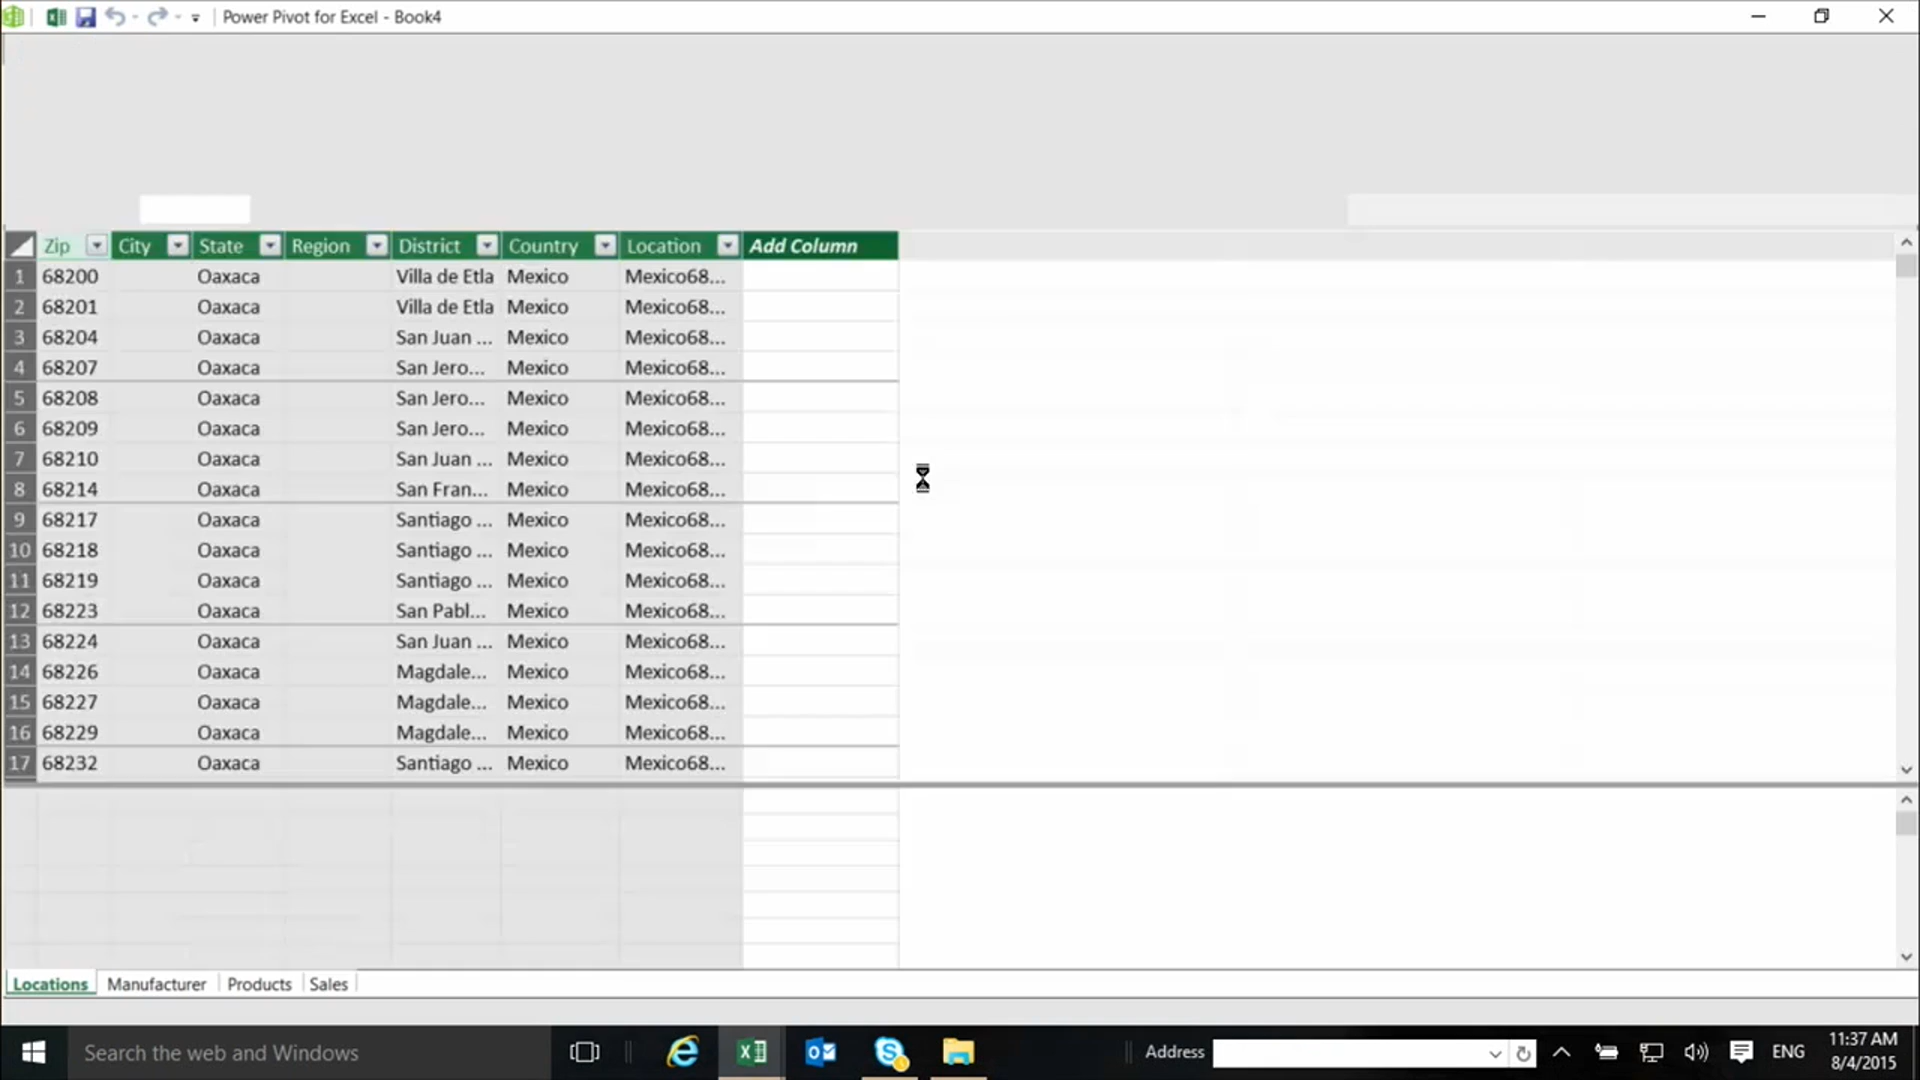 Power Pivot for Excel - Book4
Zip City State Region District Country Location Add Column
1 68200 Oaxaca Villa de Etla Mexico Mexico68...
2 68201 Oaxaca Villa de Etla Mexico Mexico68...
3 68204 Oaxaca San Juan ... Mexico Mexico68...
4 68207 Oaxaca San Jero... Mexico Mexico68...
5 68208 Oaxaca San Jero... Mexico Mexico68...
6 68209 Oaxaca San Jero... Mexico Mexico68...
7 68210 Oaxaca San Juan ... Mexico Mexico68...
8 68214 Oaxaca San Fran... Mexico Mexico68...
9 68217 Oaxaca Santiago ... Mexico Mexico68...
10 68218 Oaxaca Santiago ... Mexico Mexico68...
11 68219 Oaxaca Santiago ... Mexico Mexico68...
12 68223 Oaxaca San Pabl... Mexico Mexico68...
13 68224 Oaxaca San Juan ... Mexico Mexico68...
14 68226 Oaxaca Magdale... Mexico Mexico68...
15 68227 Oaxaca Magdale... Mexico Mexico68...
16 68229 Oaxaca Magdale... Mexico Mexico68...
17 68232 Oaxaca Santiago ... Mexico Mexico68...
Locations Manufacturer Products Sales
Search the web and Windows Address ENG 11:37 AM
8/4/2015